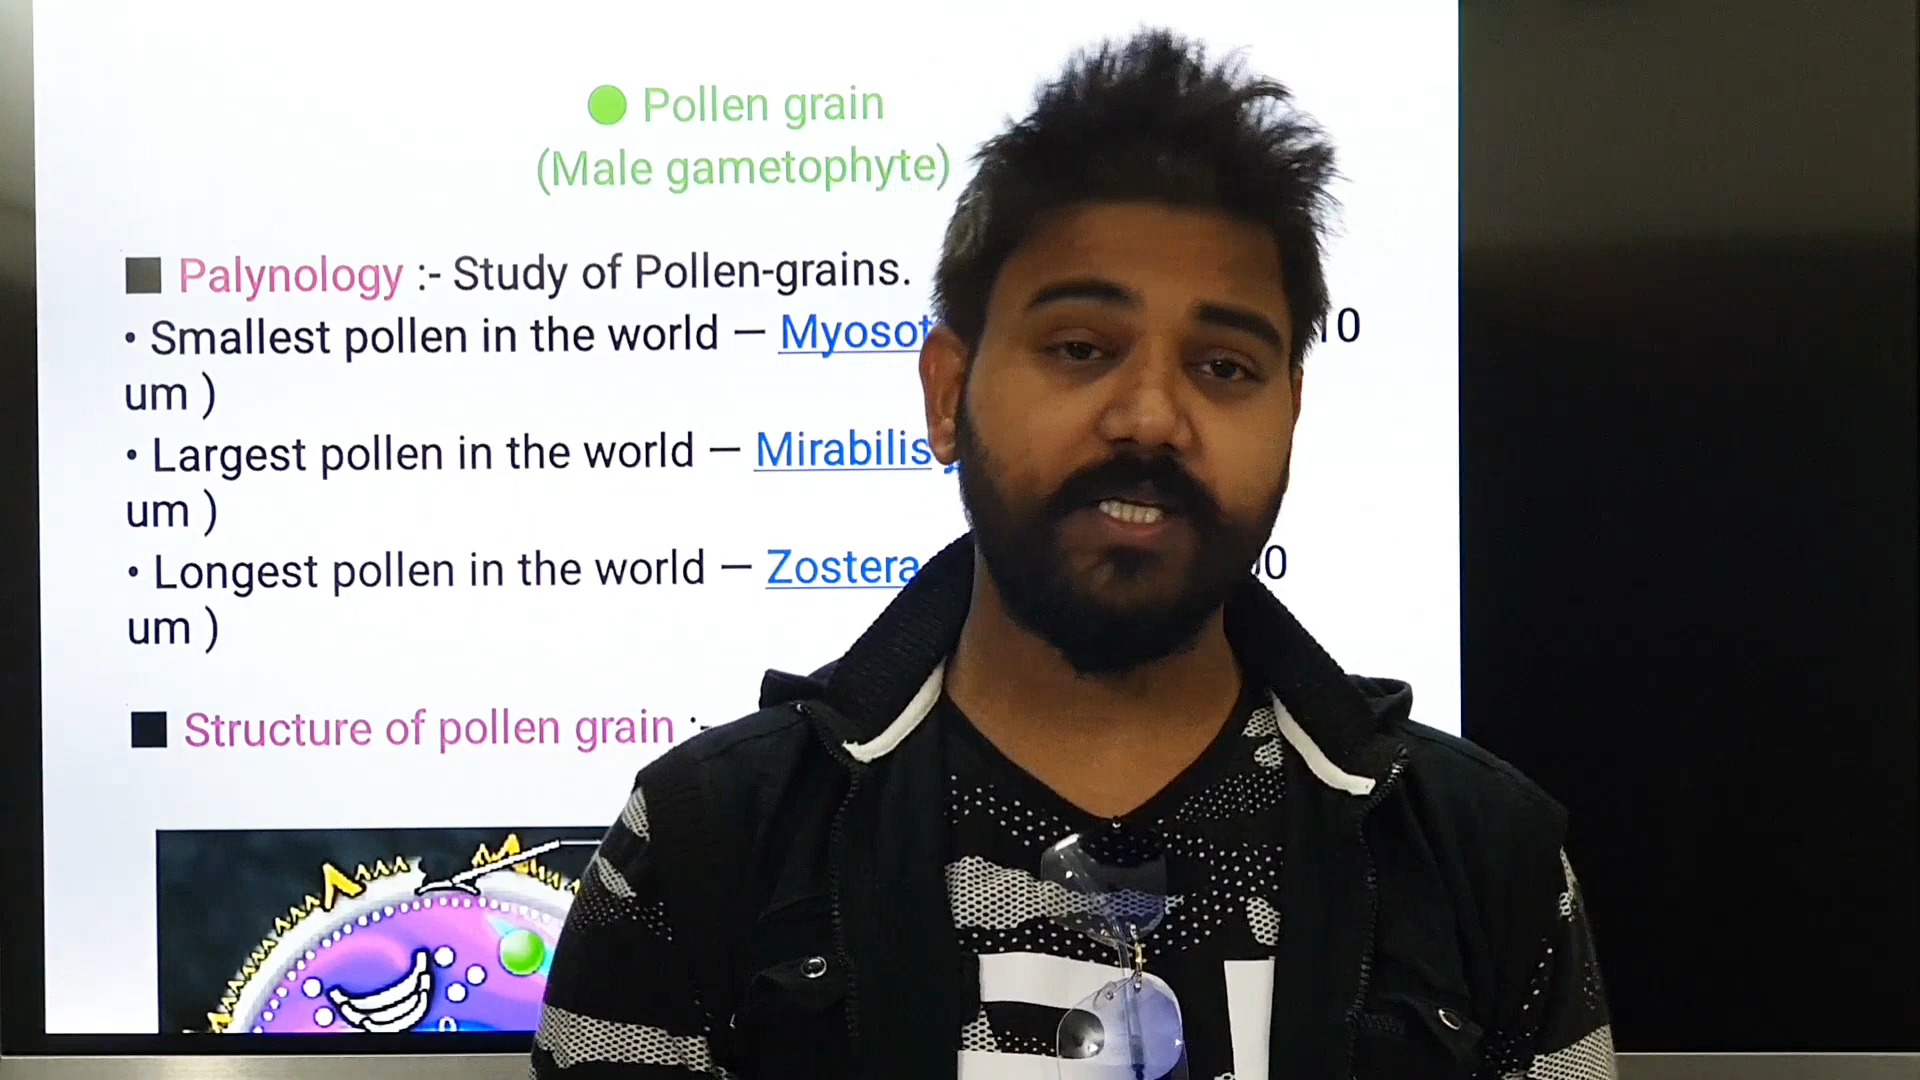 Pollen grain
(Male gametophyte)
Palynology :- Study of Pollen-grains.
• Smallest pollen in the world — 10
um )
• Largest pollen in the world — Mirabilis
um )
• Longest pollen in the world — Zostera
um )
Structure of pollen grain :-